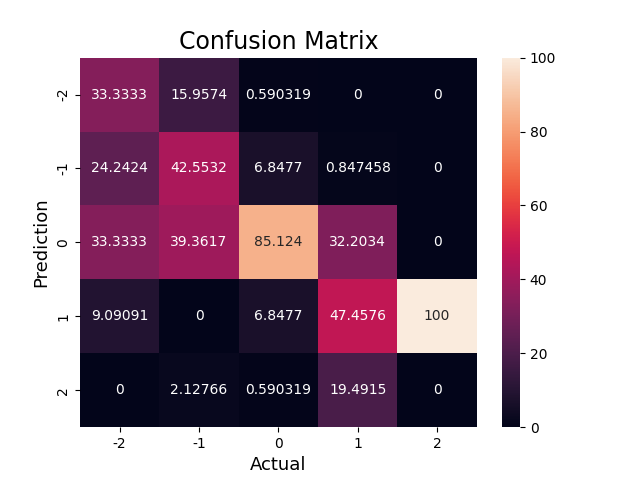 Confusion Matrix
-2 33.3333 15.9574 0.590319 0 0
-1 24.2424 42.5532 6.8477 0.847458 0
0 33.3333 39.3617 85.124 32.2034 0
1 9.09091 0 6.8477 47.4576 100
2 0 2.12766 0.590319 19.4915 0
-2 -1 0 1 2
Prediction
Actual
100
80
60
40
20
0